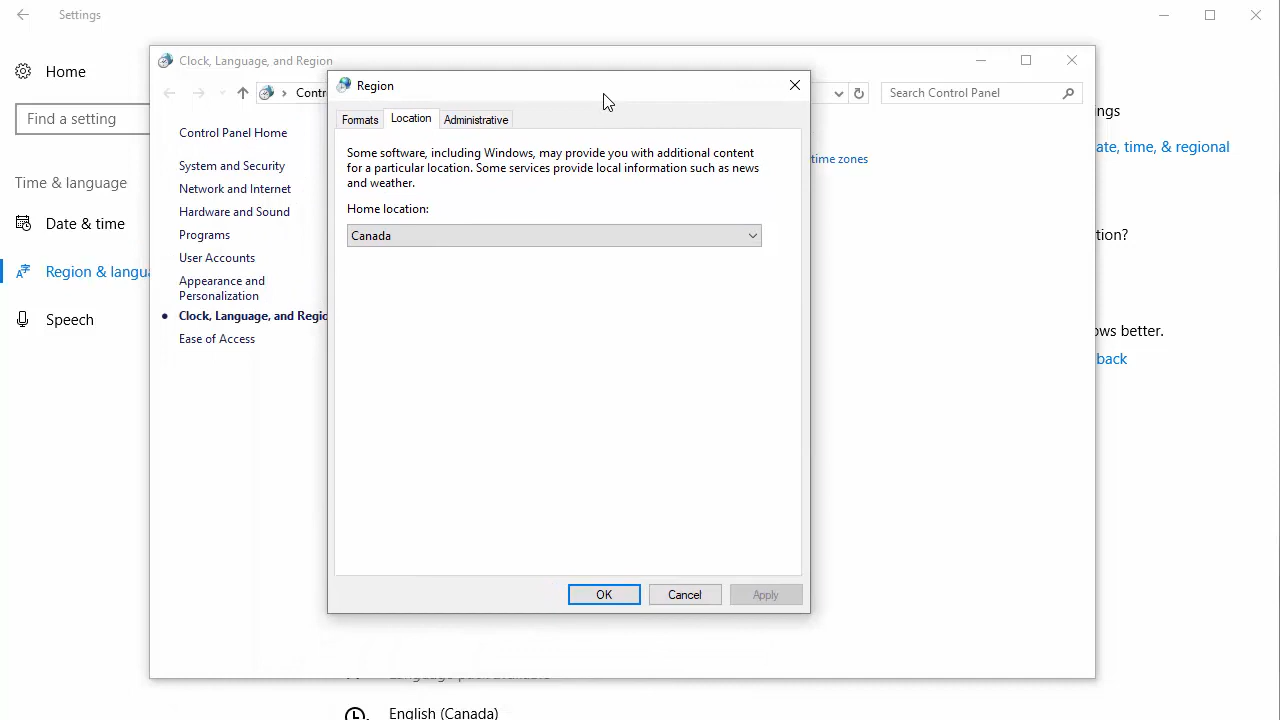 Settings
Home
Find a setting
Time & language
Date & time
Region & langua
Speech
Clock, Language, and Region
Contr
Search Control Panel
Control Panel Home
System and Security
Network and Internet
Hardware and Sound
Programs
User Accounts
Appearance and
Personalization
Clock, Language, and Regio
Ease of Access
Region
Formats
Location
Administrative
Some software, including Windows, may provide you with additional content
for a particular location. Some services provide local information such as news
and weather.
Home location:
Canada
OK
Cancel
Apply
time zones
ngs
ate, time, & regional
tion?
ows better.
back
Language pack available
English (Canada)